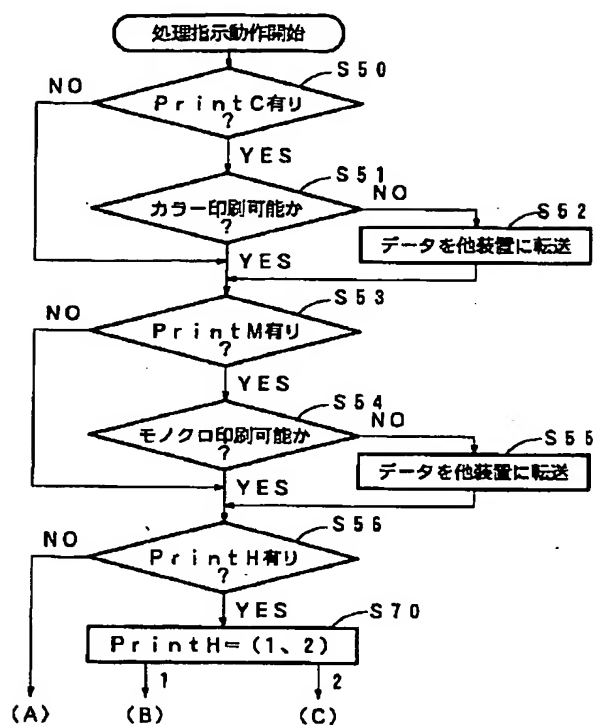 処理指示動作開始
S50
NO
PrintC有り
?
YES
S51
NO
カラー印刷可能か
?
S52
データを他装置に転送
YES
S53
NO
PrintM有り
?
YES
S54
NO
モノクロ印刷可能か
?
S55
データを他装置に転送
YES
S56
NO
PrintH有り
?
YES
S70
PrintH=(1、2)
1
2
(A)
(B)
(C)